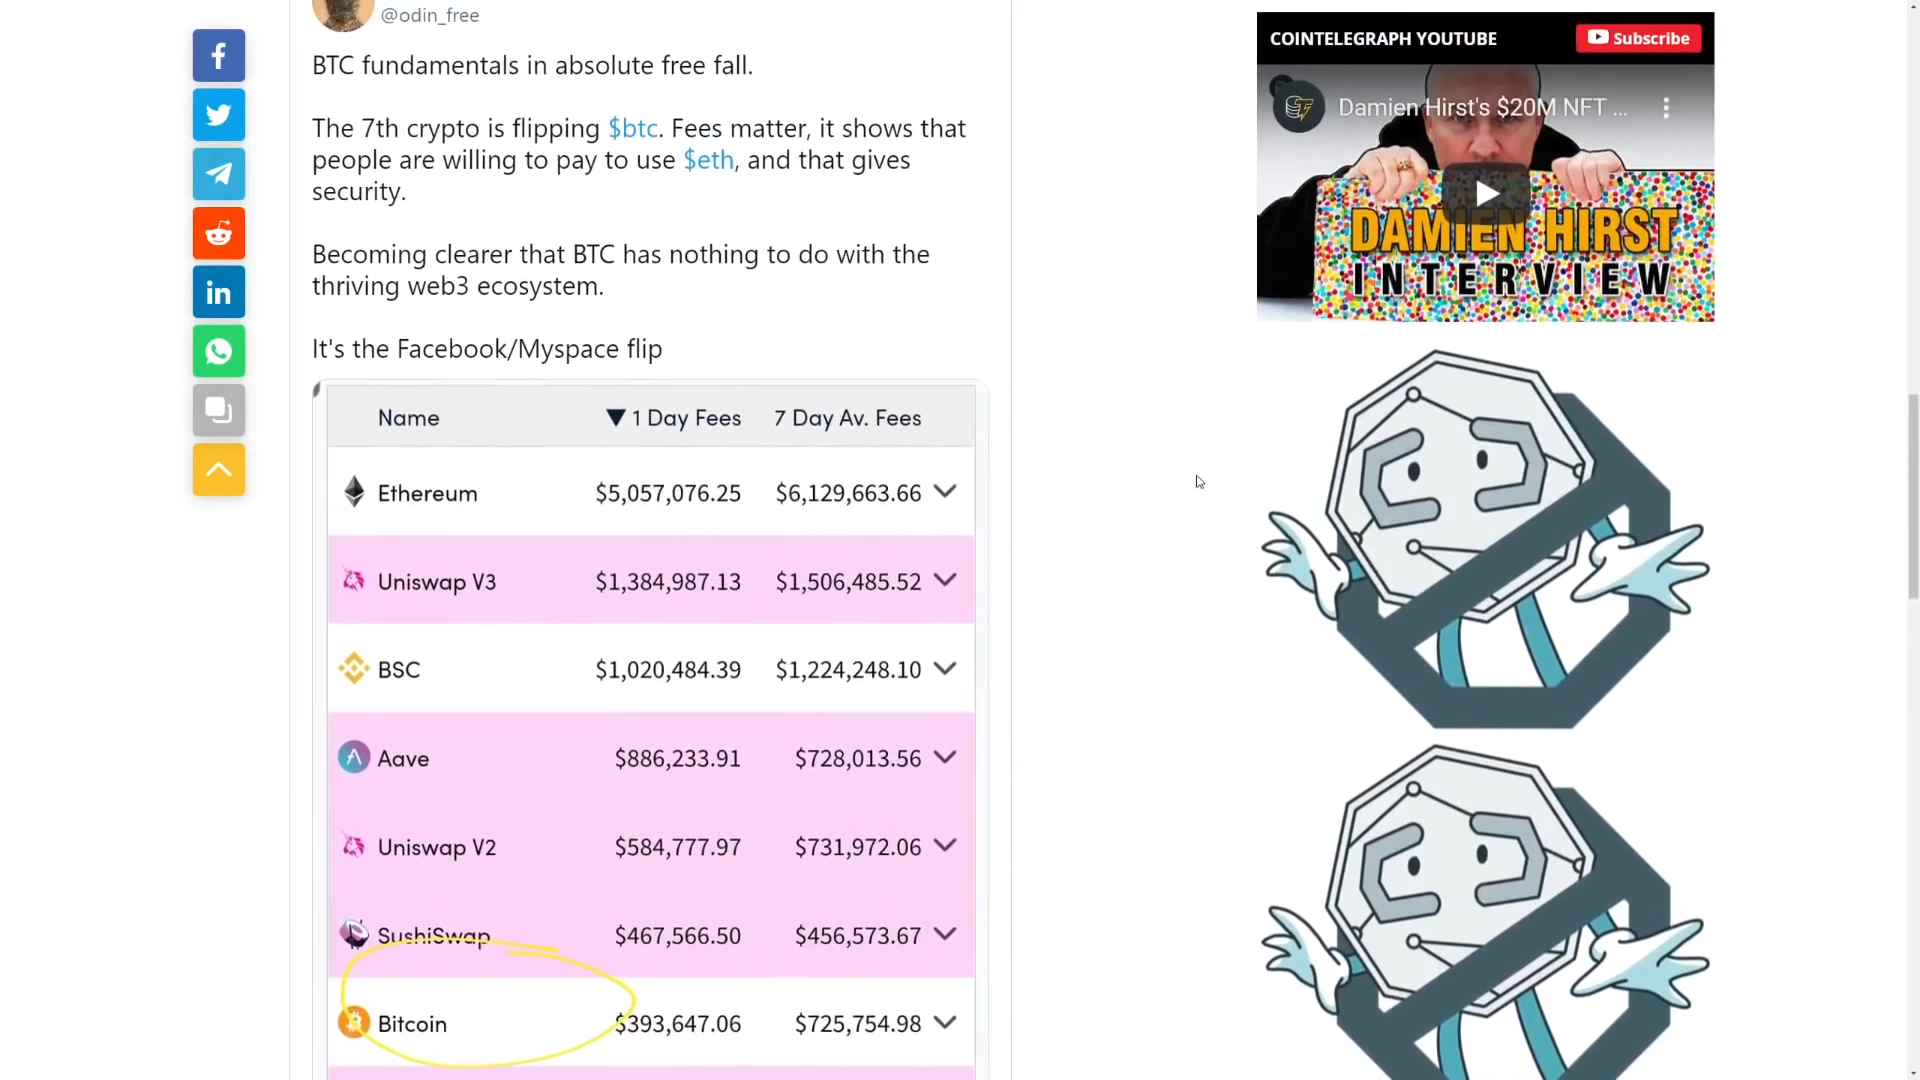 @odin_free
BTC fundamentals in absolute free fall.
The 7th crypto is flipping $btc. Fees matter, it shows that
people are willing to pay to use $eth, and that gives
security.
Becoming clearer that BTC has nothing to do with the
thriving web3 ecosystem.
It's the Facebook/Myspace flip
Name 1 Day Fees 7 Day Av. Fees
Ethereum $5,057,076.25 $6,129,663.66
Uniswap V3 $1,384,987.13 $1,506,485.52
BSC $1,020,484.39 $1,224,248.10
Aave $886,233.91 $728,013.56
Uniswap V2 $584,777.97 $731,972.06
SushiSwap $467,566.50 $456,573.67
Bitcoin $393,647.06 $725,754.98
COINTELEGRAPH YOUTUBE
Subscribe
Damien Hirst's $20M NFT ...
DAMIEN HIRST
INTERVIEW